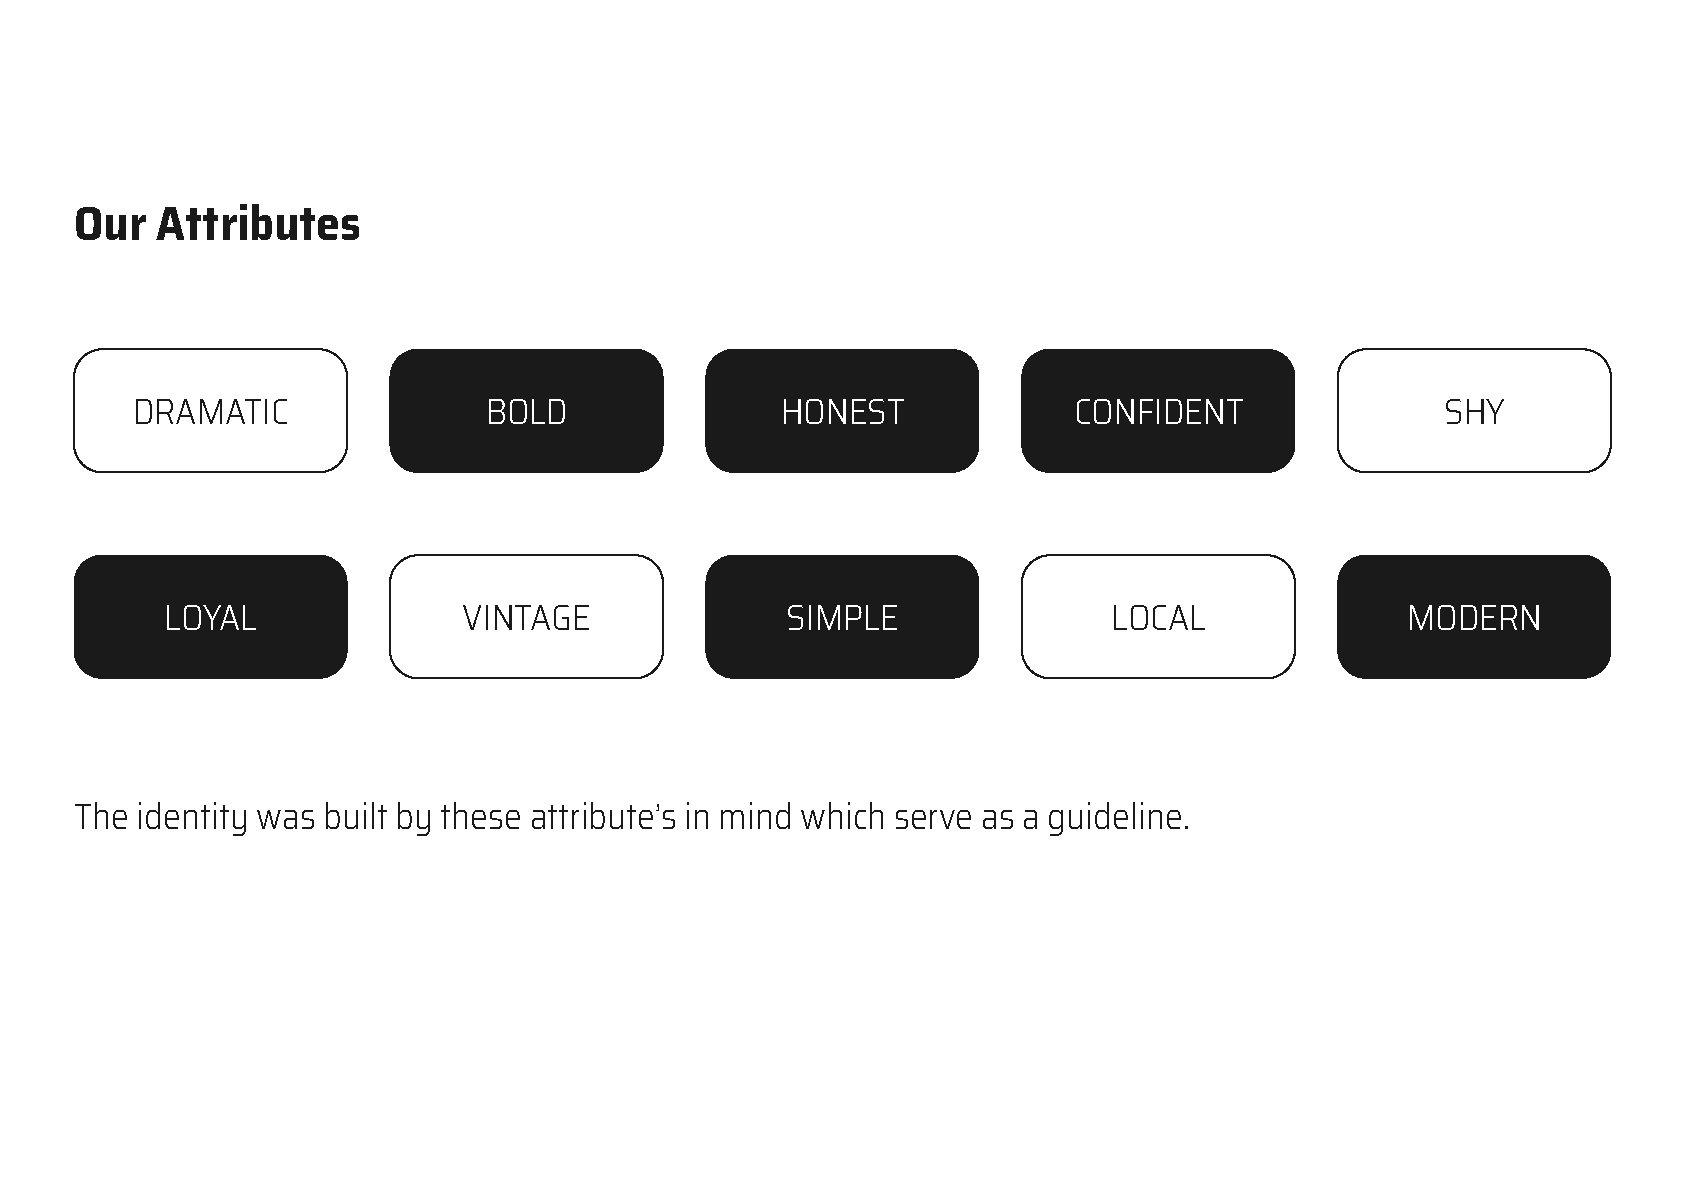 Our Attributes
DRAMATIC BOLD HONEST CONFIDENT SHY
LOYAL VINTAGE SIMPLE LOCAL MODERN
The identity was built by these attribute’s in mind which serve as a guideline.